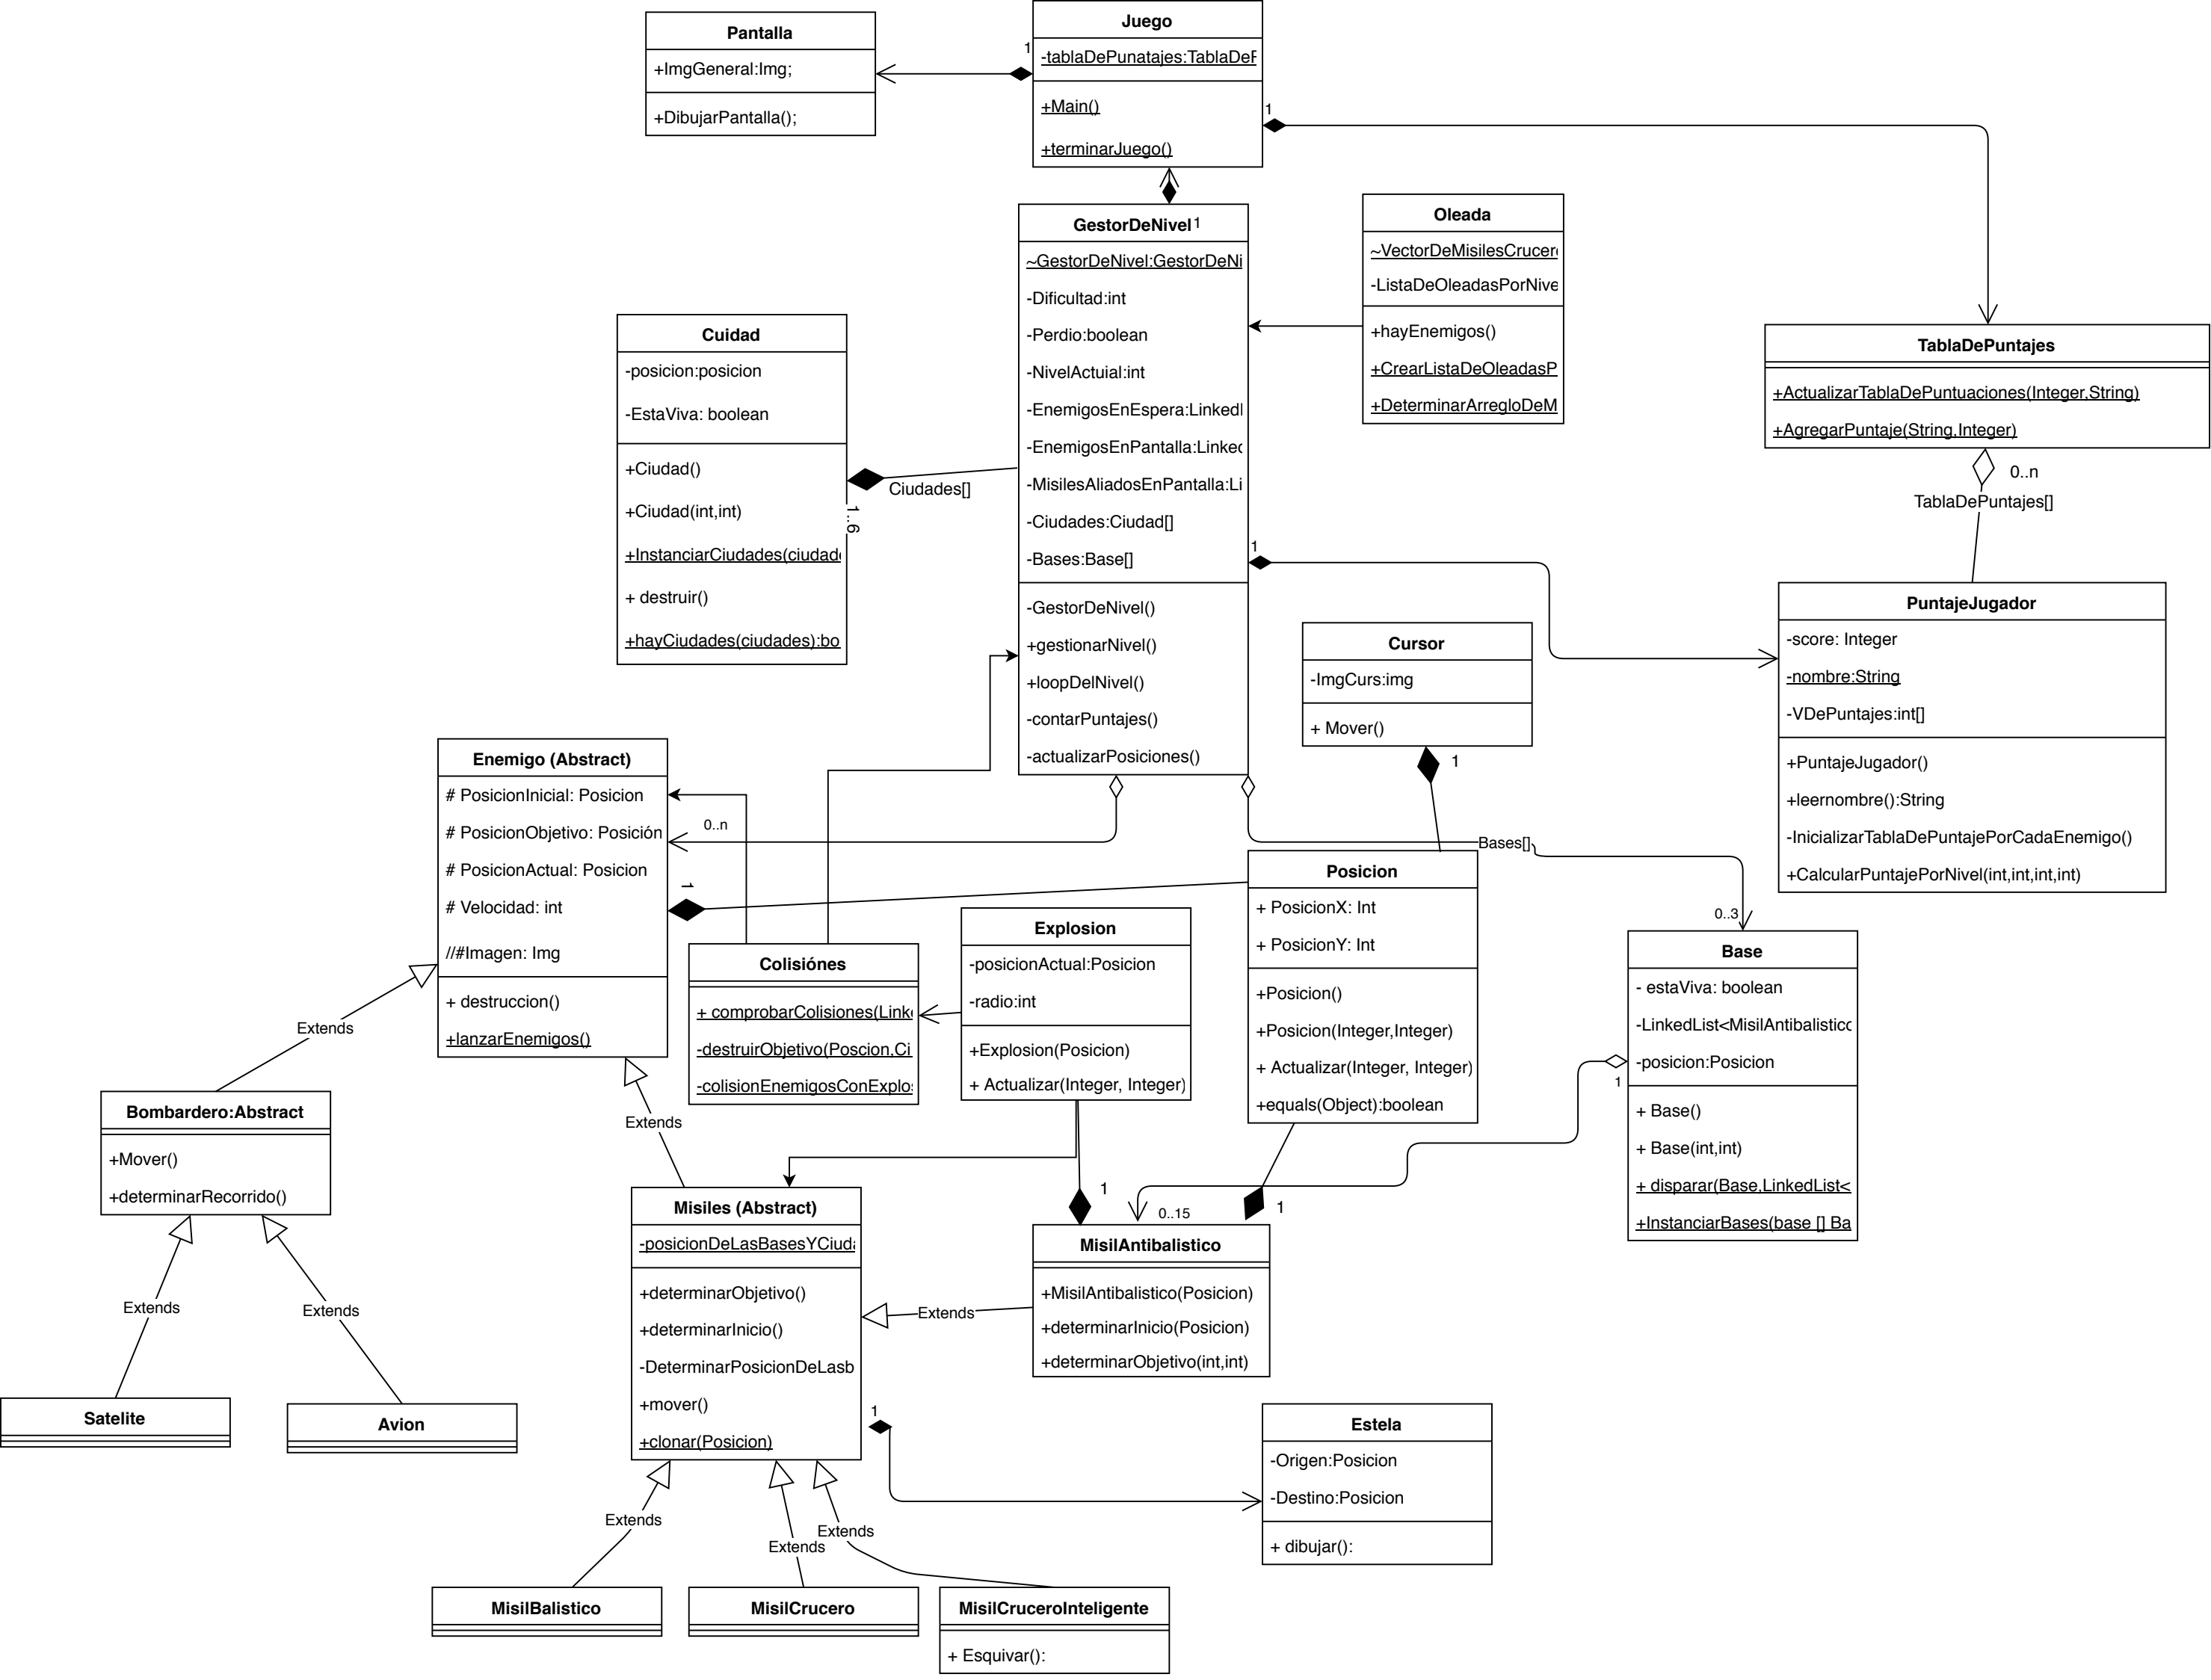 Pantalla
+ImgGeneral:Img;
+DibujarPantalla();
1
Juego
-tablaDePunatajes:TablaDeF
+Main()
+terminarJuego()
1
GestorDeNivel
1
~GestorDeNivel:GestorDeNi
-Dificultad:int
-Perdio:boolean
-NivelActuial:int
-EnemigosEnEspera:Linked
-EnemigosEnPantalla:Linked
-MisilesAliadosEnPantalla:Li
-Ciudades:Ciudad[]
-Bases:Base[]
-GestorDeNivel()
+gestionarNivel()
+loopDelNivel()
-contarPuntajes()
-actualizarPosiciones()
Oleada
~VectorDeMisilesCrucer
-ListaDeOleadasPorNive
+hayEnemigos()
+CrearListaDeOleadasP
+DeterminarArregloDeM
Cuidad
-posicion:posicion
-EstaViva: boolean
+Ciudad()
+Ciudad(int,int)
+InstanciarCiudades(ciudad
+ destruir()
+hayCiudades(ciudades):bo
Ciudades[]
1..6
TablaDePuntajes
+ActualizarTablaDePuntuaciones(Integer,String)
+AgregarPuntaje(String,Integer)
0..n
TablaDePuntajes[]
1
PuntajeJugador
-score: Integer
-nombre:String
-VDePuntajes:int[]
+PuntajeJugador()
+leernombre():String
-InicializarTablaDePuntajePorCadaEnemigo()
+CalcularPuntajePorNivel(int,int,int,int)
Cursor
-ImgCurs:img
+ Mover()
1
Enemigo (Abstract)
# PosicionInicial: Posicion
# PosicionObjetivo: Posición
# PosicionActual: Posicion
# Velocidad: int
//#Imagen: Img
+ destruccion()
+lanzarEnemigos()
0..n
1
Bases[]
0..3
Posicion
+ PosicionX: Int
+ PosicionY: Int
+Posicion()
+Posicion(Integer,Integer)
+ Actualizar(Integer, Integer)
+equals(Object):boolean
Explosion
-posicionActual:Posicion
-radio:int
+Explosion(Posicion)
+ Actualizar(Integer, Integer)
Colisiónes
+ comprobarColisiones(Link
-destruirObjetivo(Poscion,Ci
-colisionEnemigosConExplo
Base
- estaViva: boolean
-LinkedList<MisilAntibalistic
-posicion:Posicion
+ Base()
+ Base(int,int)
+ disparar(Base,LinkedList<
+InstanciarBases(base [] Ba
1
Extends
Extends
Bombardero:Abstract
+Mover()
+determinarRecorrido()
Misiles (Abstract)
-posicionDeLasBasesYCiud
+determinarObjetivo()
+determinarInicio()
-DeterminarPosicionDeLasb
+mover()
+clonar(Posicion)
1
1
0..15
MisilAntibalistico
+MisilAntibalistico(Posicion)
+determinarInicio(Posicion)
+determinarObjetivo(int,int)
Extends
Extends
Extends
Satelite
Avion
1
Estela
-Origen:Posicion
-Destino:Posicion
+ dibujar():
Extends
Extends
Extends
MisilBalistico
MisilCrucero
MisilCruceroInteligente
+ Esquivar():